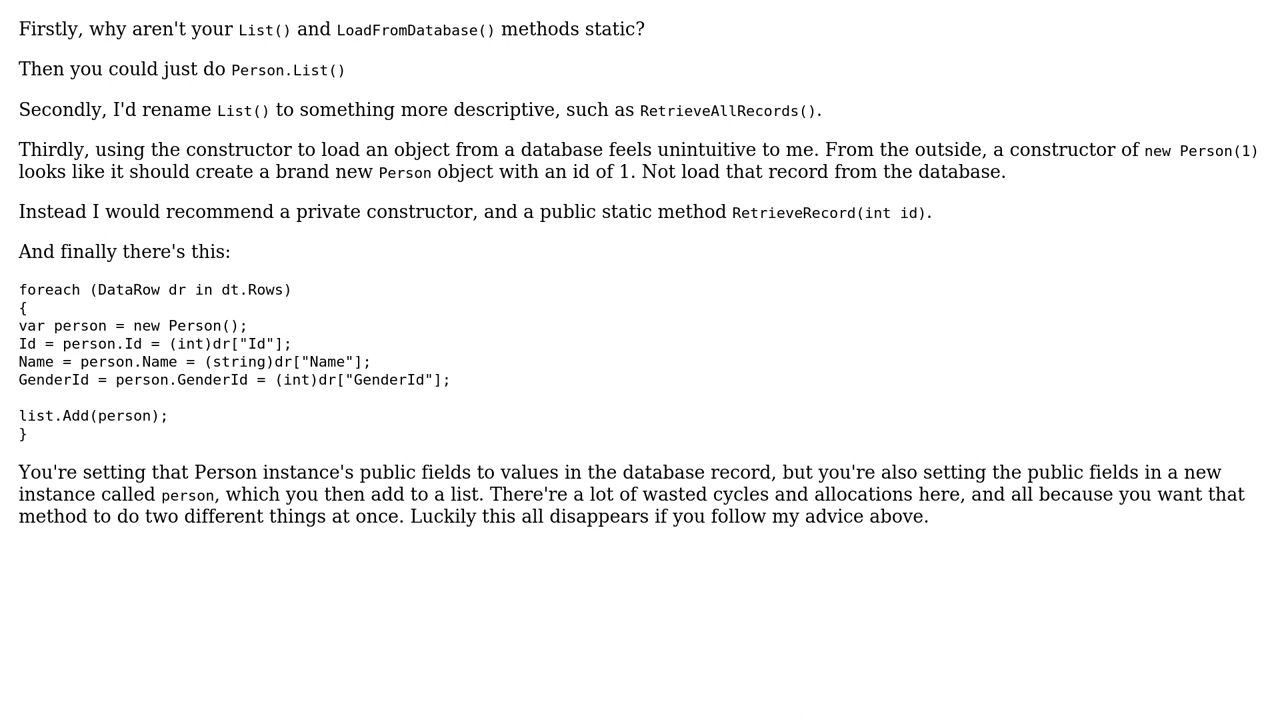 Firstly, why aren't your List() and LoadFromDatabase() methods static?
Then you could just do Person.List()
Secondly, I'd rename List() to something more descriptive, such as RetrieveAllRecords().
Thirdly, using the constructor to load an object from a database feels unintuitive to me. From the outside, a constructor of new Person(1)
looks like it should create a brand new Person object with an id of 1. Not load that record from the database.
Instead I would recommend a private constructor, and a public static method RetrieveRecord(int id).
And finally there's this:
foreach (DataRow dr in dt.Rows)
{
var person = new Person();
Id = person.Id = (int)dr["Id"];
Name = person.Name = (string)dr["Name"];
GenderId = person.GenderId = (int)dr["GenderId"];
list.Add(person);
}
You're setting that Person instance's public fields to values in the database record, but you're also setting the public fields in a new
instance called person, which you then add to a list. There're a lot of wasted cycles and allocations here, and all because you want that
method to do two different things at once. Luckily this all disappears if you follow my advice above.